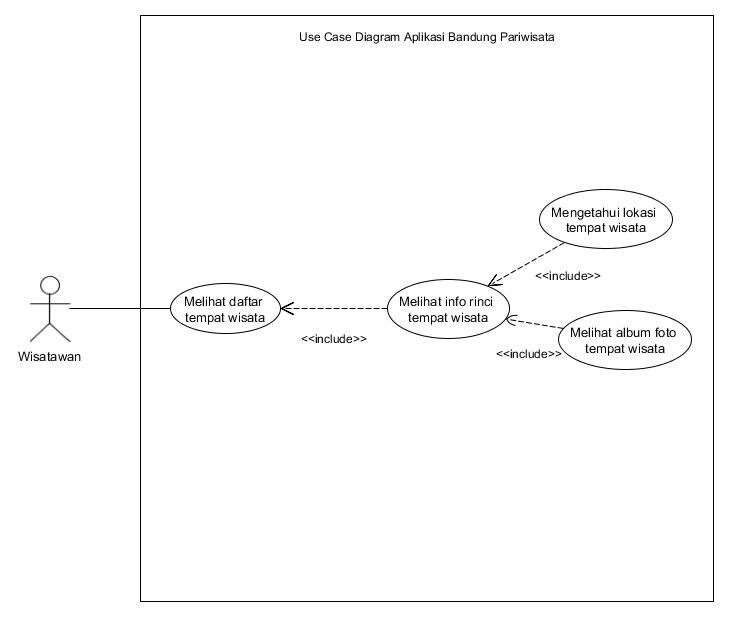 Use Case Diagram Aplikasi Bandung Pariwisata
Mengetahui lokasi
tempat wisata
<<include>>
Melihat daftar
tempat wisata
Melihat info rinci
tempat wisata
<<include>>
Melihat album foto
tempat wisata
<<include>>
Wisatawan